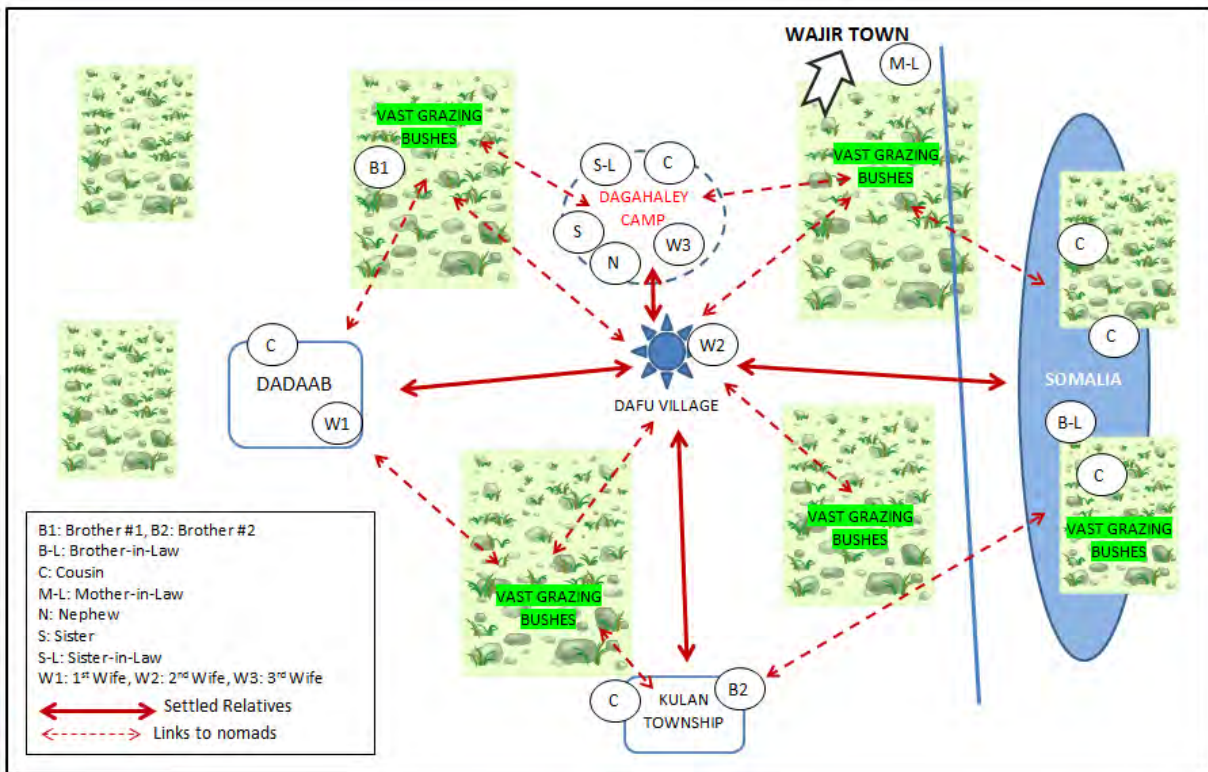 WAJIR TOWN
M-L
VAST GRAZING
BUSHES
B1
S-L
C
DAGAHALEY
CAMP
S
W3
N
VAST GRAZING
BUSHES
C
C
SOMALIA
B-L
C
VAST GRAZING
BUSHES
C
DADAAB
W1
W2
DAFU VILLAGE
VAST GRAZING
BUSHES
VAST GRAZING
BUSHES
C
KULAN
TOWNSHIP
B2
B1: Brother #1, B2: Brother #2
B-L: Brother-in-Law
C: Cousin
M-L: Mother-in-Law
N: Nephew
S: Sister
S-L: Sister-in-Law
W1: 1st Wife, W2: 2nd Wife, W3: 3rd Wife
Settled Relatives
Links to nomads